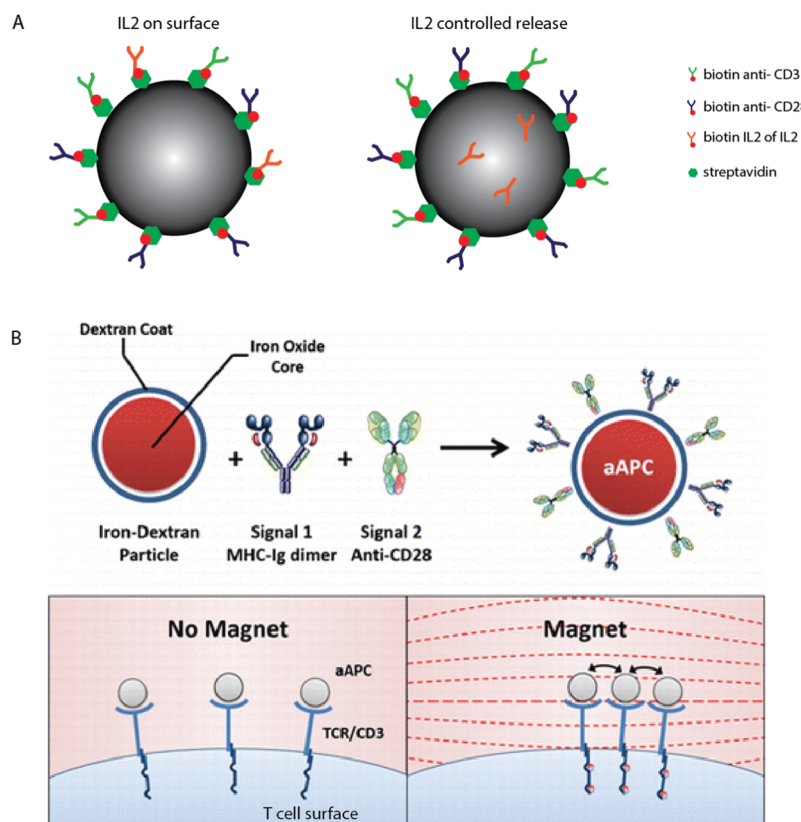 A
IL2 on surface
IL2 controlled release
biotin anti- CD3
biotin anti- CD28
biotin IL2 of IL2
streptavidin
B
Dextran Coat
Iron Oxide
Core
+
+
aAPC
Iron-Dextran
Particle
Signal 1
MHC-Ig dimer
Signal 2
Anti-CD28
No Magnet
Magnet
aAPC
TCR/CD3
T cell surface